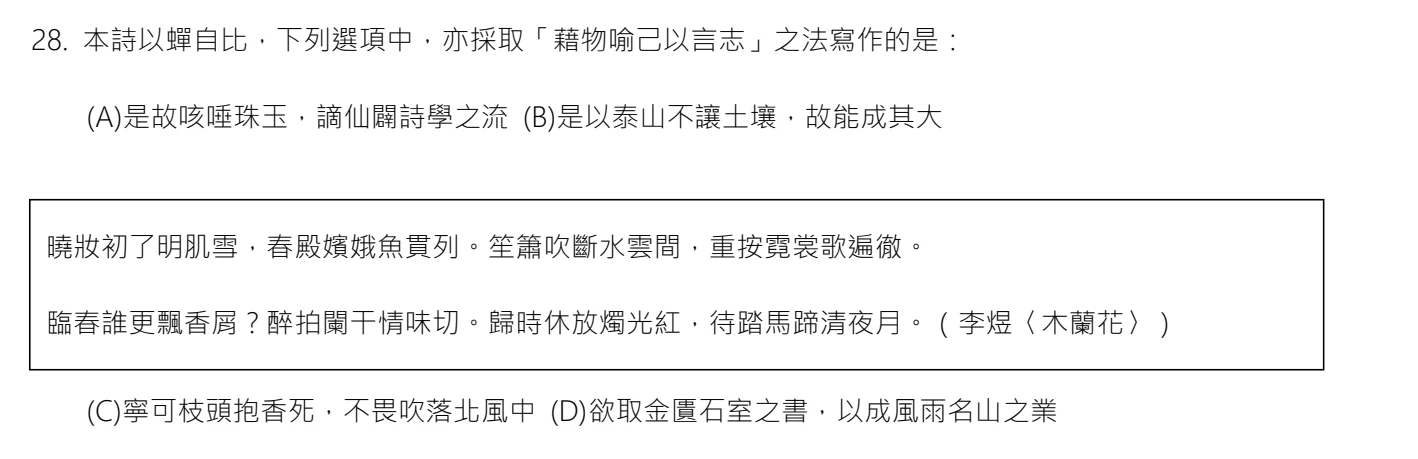 28. 本詩以蟬自比，下列選項中，亦採取「藉物喻己以言志」之法寫作的是：
(A)是故咳唾珠玉，謫仙闢詩學之流 (B)是以泰山不讓土壤，故能成其大
曉妝初了明肌雪，春殿嬪娥魚貫列。笙簫吹斷水雲間，重按霓裳歌遍徹。
臨春誰更飄香屑？醉拍闌干情味切。歸時休放燭光紅，待踏馬蹄清夜月。（李煜〈木蘭花〉）
(C)寧可枝頭抱香死，不畏吹落北風中 (D)欲取金匱石室之書，以成風雨名山之業